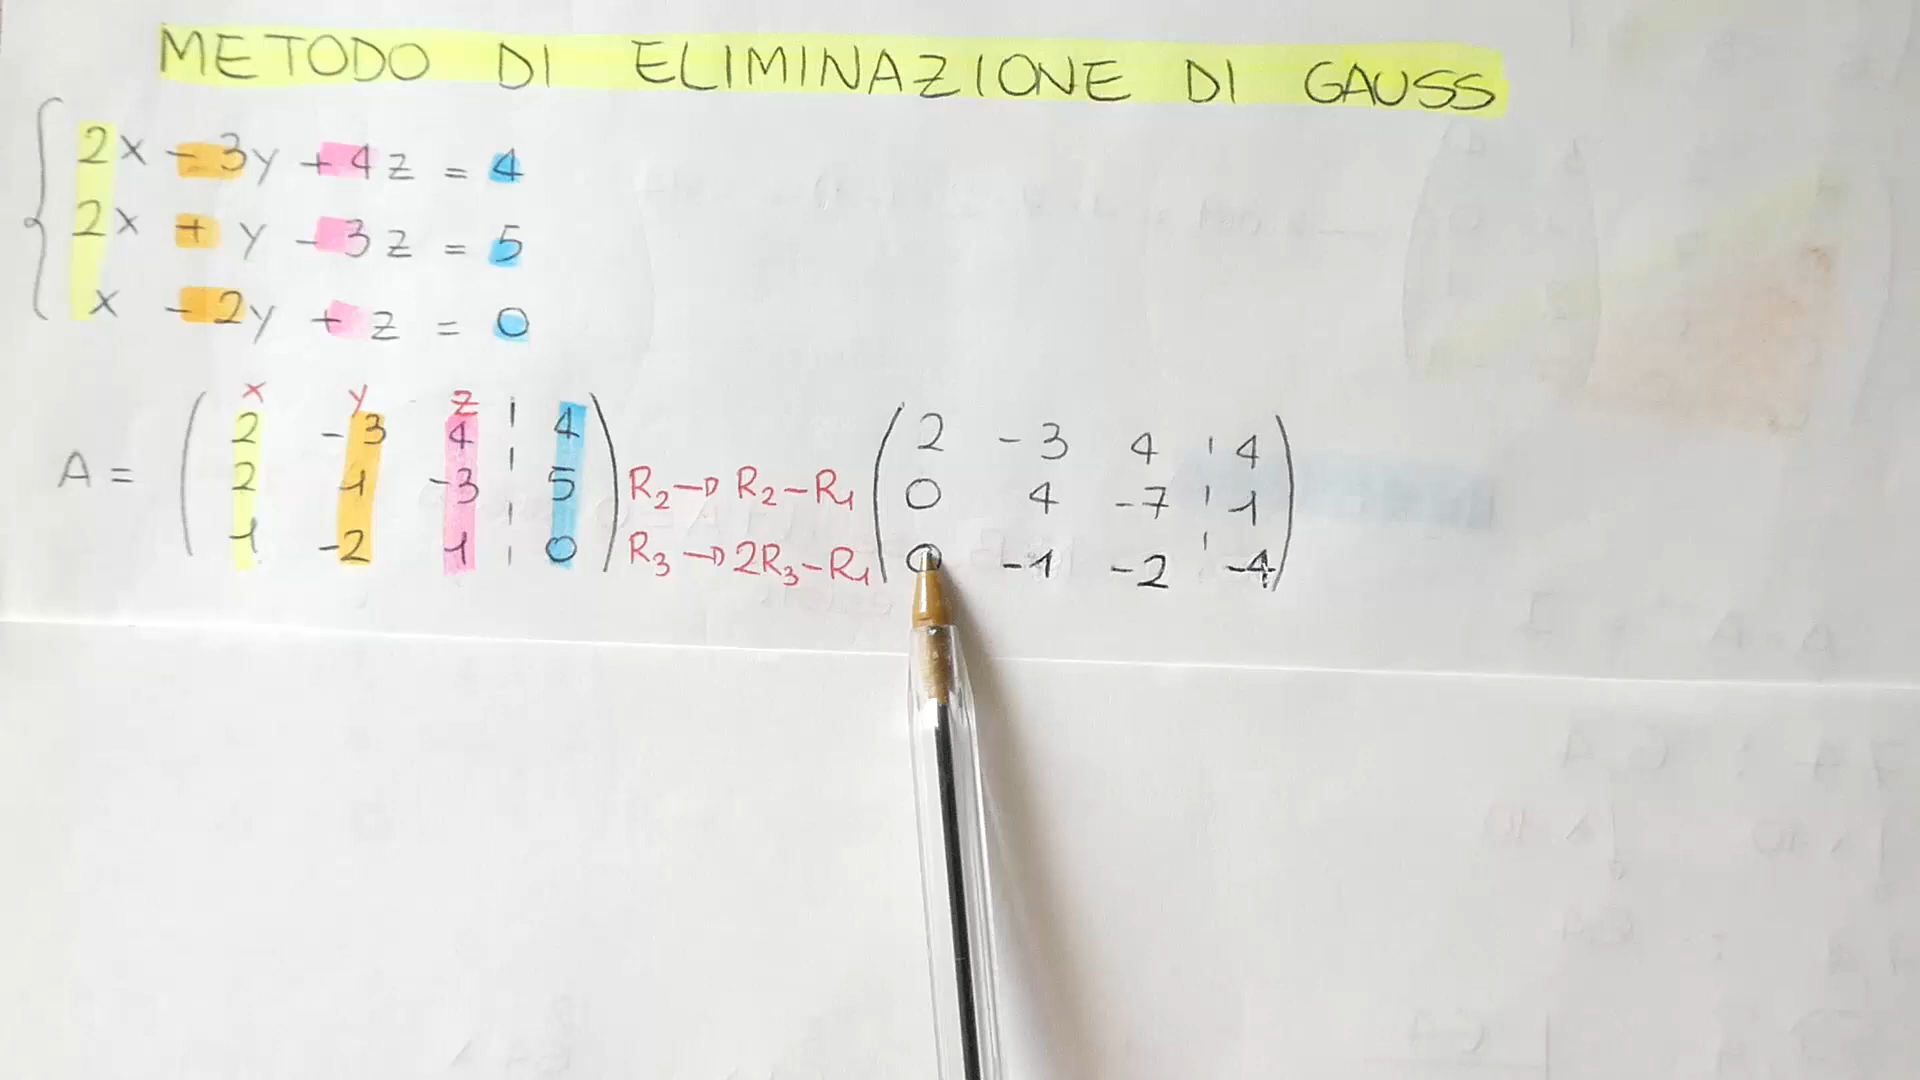 METODO DI ELIMINAZIONE DI GAUSS
2x - 3y + 4z = 4
2x + y - 3z = 5
x - 2y + z = 0
x y z
2 -3 4 ¦ 4
A = 2 1 -3 ¦ 5
1 -2 1 ¦ 0
R2 → R2 - R1
R3 → 2R3 - R1
2 -3 4 ¦ 4
0 4 -7 ¦ 1
0 -1 -2 ¦ -4